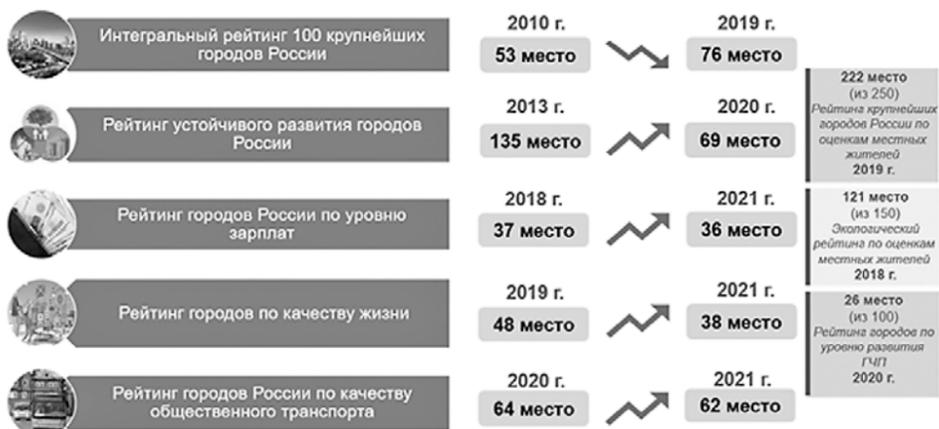 Интегральный рейтинг 100 крупнейших
городов России
2010 г.
53 место
2019 г.
76 место
Рейтинг устойчивого развития городов
России
2013 г.
135 место
2020 г.
69 место
Рейтинг городов России по уровню
зарплат
2018 г.
37 место
2021 г.
36 место
Рейтинг городов по качеству жизни
2019 г.
48 место
2021 г.
38 место
Рейтинг городов России по качеству
общественного транспорта
2020 г.
64 место
2021 г.
62 место
222 место
(из 250)
Рейтинг крупнейших
городов России по
оценкам местных
жителей
2019 г.
121 место
(из 150)
Экологический
рейтинг по оценкам
местных жителей
2018 г.
26 место
(из 100)
Рейтинг городов по
уровню развития
ГЧП
2020 г.